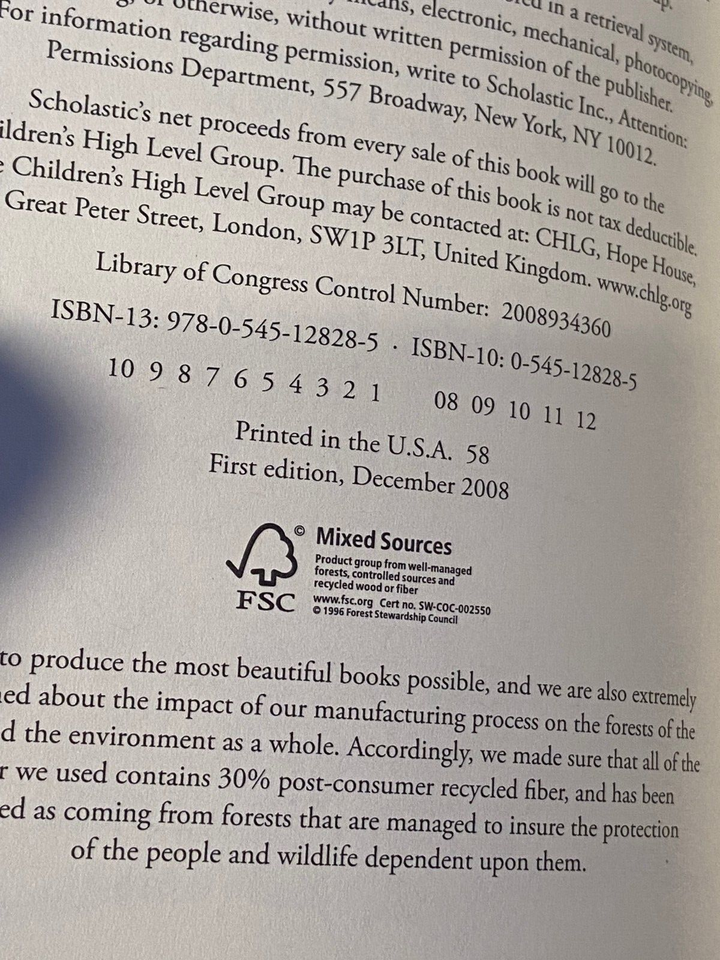 in a retrieval system,
otherwise, without written permission of the publisher.
means, electronic, mechanical, photocopying,
For information regarding permission, write to Scholastic Inc., Attention:
Permissions Department, 557 Broadway, New York, NY 10012.
Scholastic's net proceeds from every sale of this book will go to the
ildren's High Level Group. The purchase of this book is not tax deductible.
e Children's High Level Group may be contacted at: CHLG, Hope House,
Great Peter Street, London, SW1P 3LT, United Kingdom. www.chlg.org
Library of Congress Control Number: 2008934360
ISBN-13: 978-0-545-12828-5 · ISBN-10: 0-545-12828-5
10 9 8 7 6 5 4 3 2 1 08 09 10 11 12
Printed in the U.S.A. 58
First edition, December 2008
© Mixed Sources
Product group from well-managed
forests, controlled sources and
recycled wood or fiber
FSC
www.fsc.org Cert no. SW-COC-002550
© 1996 Forest Stewardship Council
to produce the most beautiful books possible, and we are also extremely
ned about the impact of our manufacturing process on the forests of the
d the environment as a whole. Accordingly, we made sure that all of the
r we used contains 30% post-consumer recycled fiber, and has been
ed as coming from forests that are managed to insure the protection
of the people and wildlife dependent upon them.